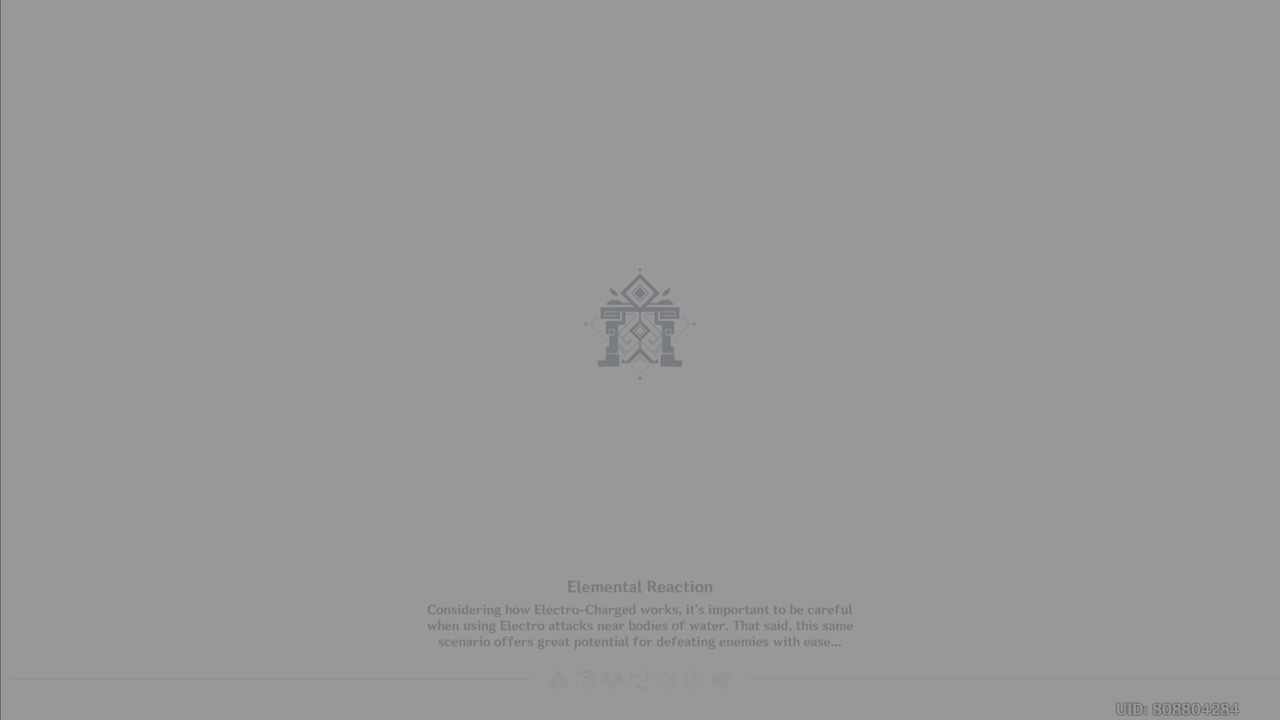 Elemental Reaction
Considering how Electro-Charged works, it's important to be careful
when using Electro attacks near bodies of water. That said, this same
scenario offers great potential for defeating enemies with ease...
UID: 808804284